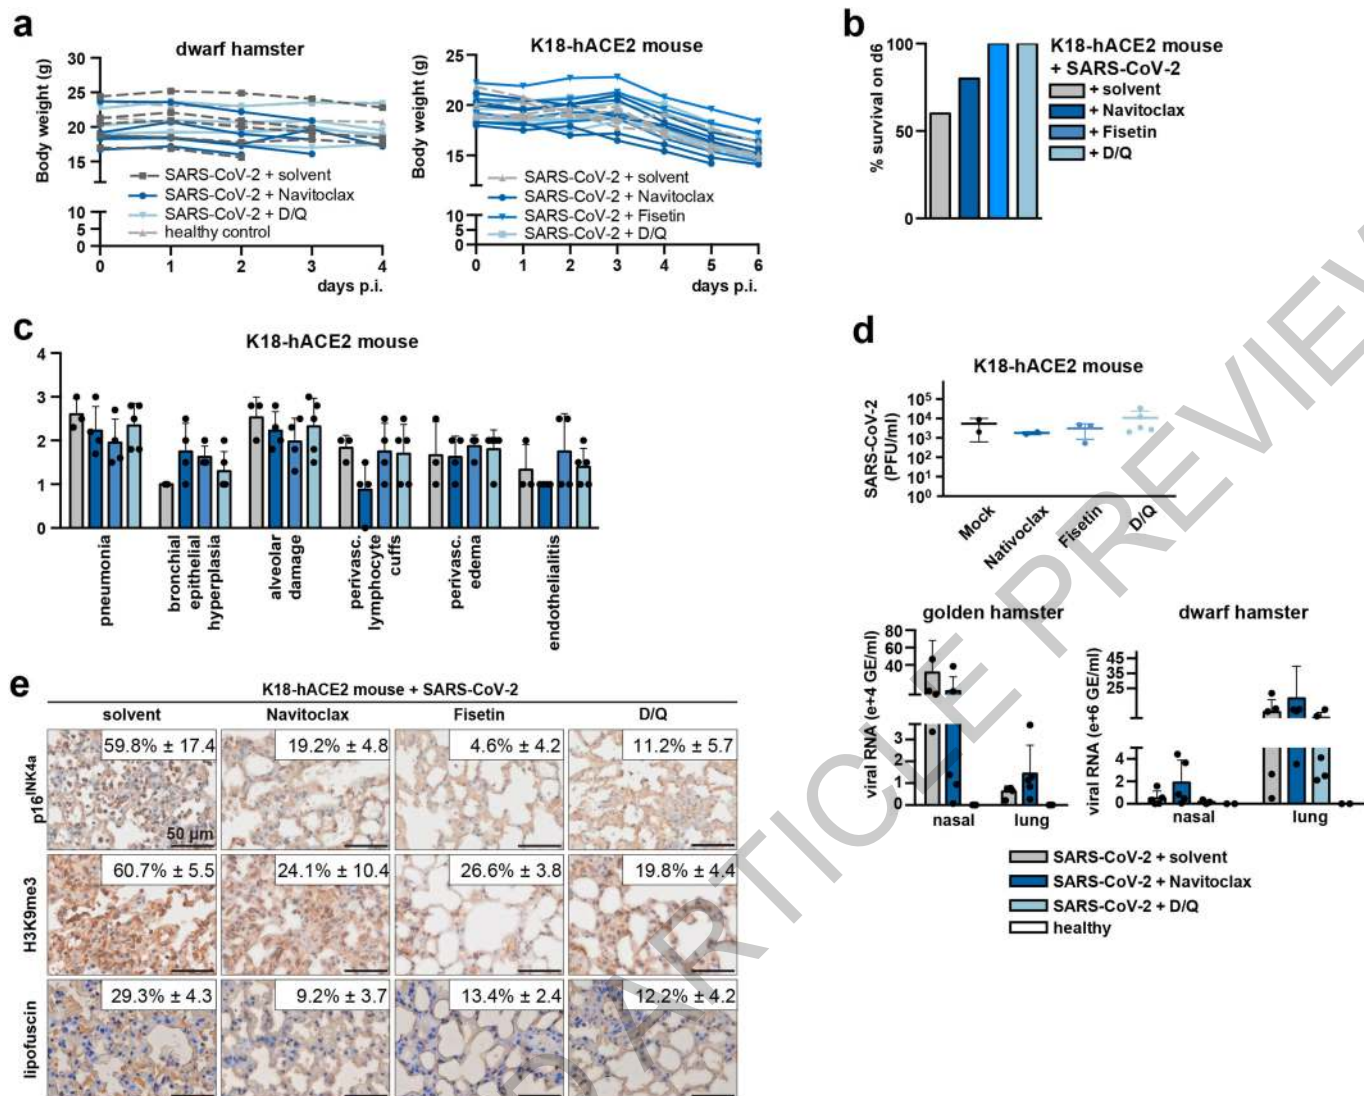 a
dwarf hamster
Body weight (g)
30
25
20
15
10
5
0
SARS-CoV-2 + solvent
SARS-CoV-2 + Navitoclax
SARS-CoV-2 + D/Q
healthy control
0 1 2 3 4
days p.i.
K18-hACE2 mouse
Body weight (g)
25
20
15
10
5
0
SARS-CoV-2 + solvent
SARS-CoV-2 + Navitoclax
SARS-CoV-2 + Fisetin
SARS-CoV-2 + D/Q
0 1 2 3 4 5 6
days p.i.
b
% survival on d6
100
50
0
K18-hACE2 mouse
+ SARS-CoV-2
+ solvent
+ Navitoclax
+ Fisetin
+ D/Q
c
K18-hACE2 mouse
4
3
2
1
0
pneumonia
bronchial
epithelial
hyperplasia
alveolar
damage
perivasc.
lymphocyte
cuffs
perivasc.
edema
endothelialitis
d
K18-hACE2 mouse
SARS-CoV-2
(PFU/ml)
10⁵
10⁴
10³
10²
10¹
10⁰
Mock
Nativoclax
Fisetin
D/Q
golden hamster
viral RNA (e+4 GE/ml)
80
60
40
3
2
1
0
nasal lung
dwarf hamster
viral RNA (e+6 GE/ml)
45
35
25
4
2
0
nasal lung
SARS-CoV-2 + solvent
SARS-CoV-2 + Navitoclax
SARS-CoV-2 + D/Q
healthy
e
K18-hACE2 mouse + SARS-CoV-2
solvent Navitoclax Fisetin D/Q
p16ᴵᴺᴷ⁴ᵃ
59.8% ± 17.4 19.2% ± 4.8 4.6% ± 4.2 11.2% ± 5.7
50 µm
H3K9me3
60.7% ± 5.5 24.1% ± 10.4 26.6% ± 3.8 19.8% ± 4.4
lipofuscin
29.3% ± 4.3 9.2% ± 3.7 13.4% ± 2.4 12.2% ± 4.2
ARTICLE PREVIEW